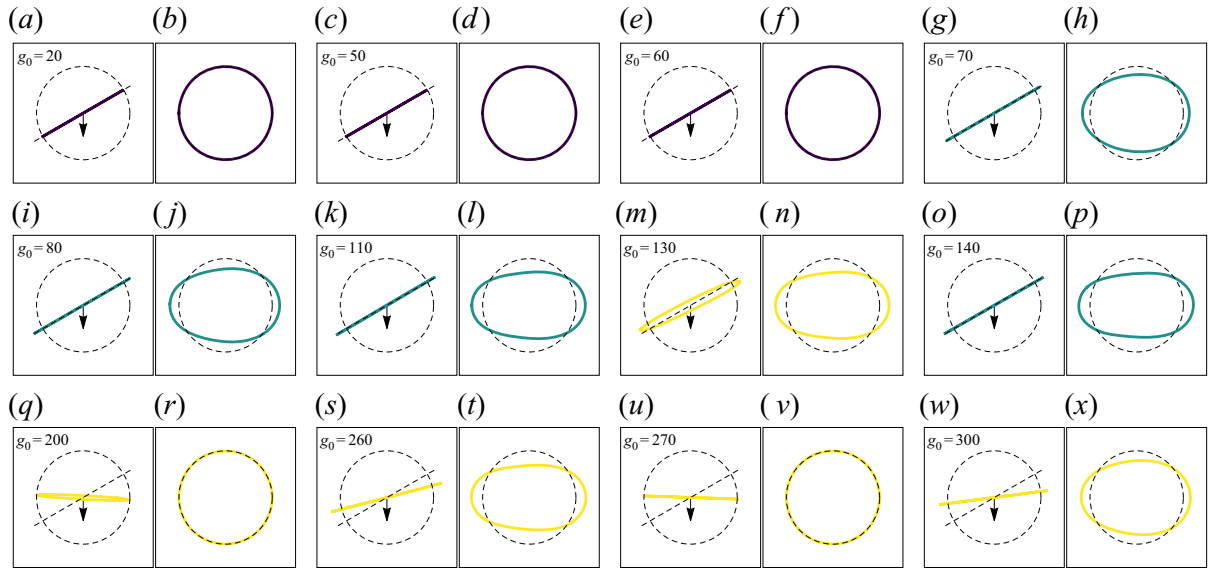 (a) (b) (c) (d) (e) (f) (g) (h)
g₀ = 20 g₀ = 50 g₀ = 60 g₀ = 70
(i) (j) (k) (l) (m) (n) (o) (p)
g₀ = 80 g₀ = 110 g₀ = 130 g₀ = 140
(q) (r) (s) (t) (u) (v) (w) (x)
g₀ = 200 g₀ = 260 g₀ = 270 g₀ = 300